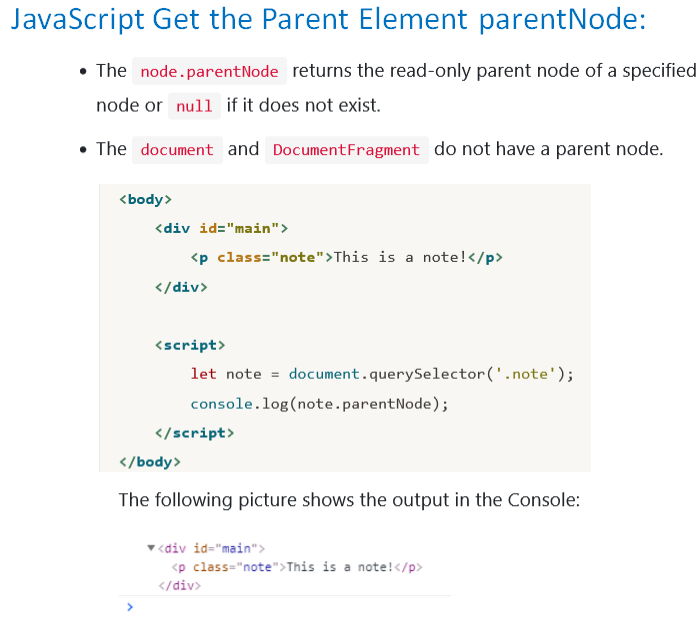 JavaScript Get the Parent Element parentNode:
• The node.parentNode returns the read-only parent node of a specified
node or null if it does not exist.
• The document and DocumentFragment do not have a parent node.
<body>
    <div id="main">
        <p class="note">This is a note!</p>
    </div>

    <script>
        let note = document.querySelector('.note');
        console.log(note.parentNode);
    </script>
</body>
The following picture shows the output in the Console:
▼<div id="main">
    <p class="note">This is a note!</p>
  </div>
>